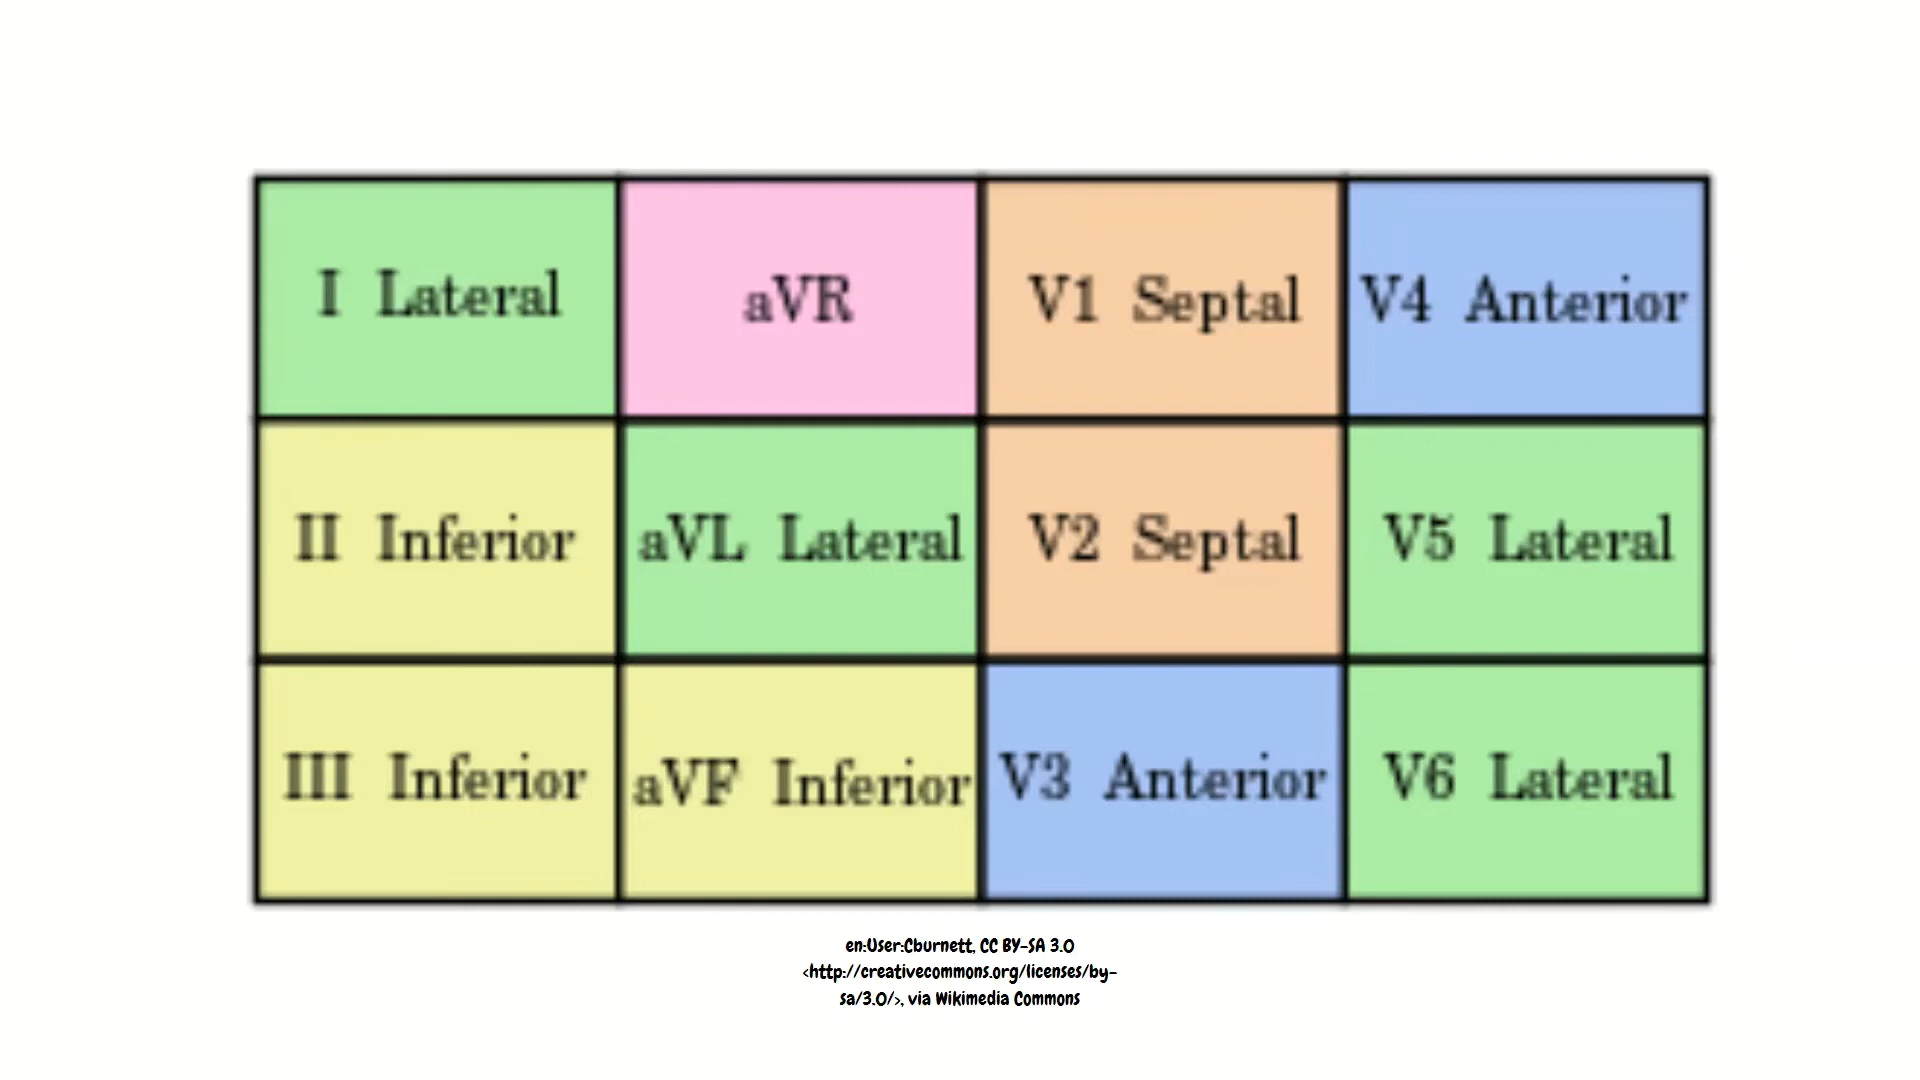 I Lateral
aVR
V1 Septal
V4 Anterior
II Inferior
aVL Lateral
V2 Septal
V5 Lateral
III Inferior
aVF Inferior
V3 Anterior
V6 Lateral
en:User:Cburnett, CC BY-SA 3.0
<http://creativecommons.org/licenses/by-
sa/3.0/>, via Wikimedia Commons